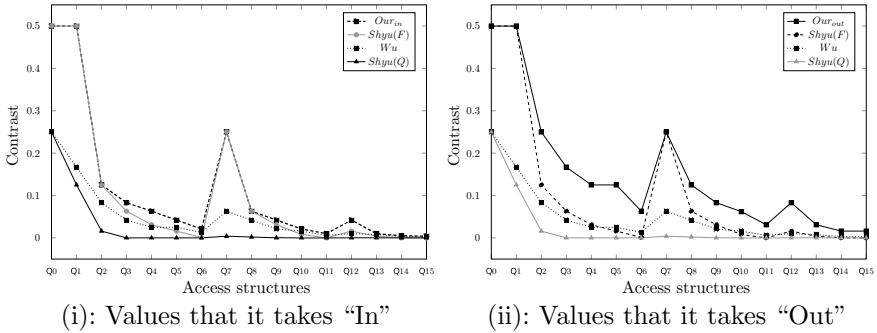 0.5
0.4
0.3
0.2
0.1
0
Contrast
Q0 Q1 Q2 Q3 Q4 Q5 Q6 Q7 Q8 Q9 Q10 Q11 Q12 Q13 Q14 Q15
Access structures
Our_in
Shyu(F)
Wu
Shyu(Q)
(i): Values that it takes “In”
0.5
0.4
0.3
0.2
0.1
0
Contrast
Q0 Q1 Q2 Q3 Q4 Q5 Q6 Q7 Q8 Q9 Q10 Q11 Q12 Q13 Q14 Q15
Access structures
Our_out
Shyu(F)
Wu
Shyu(Q)
(ii): Values that it takes “Out”